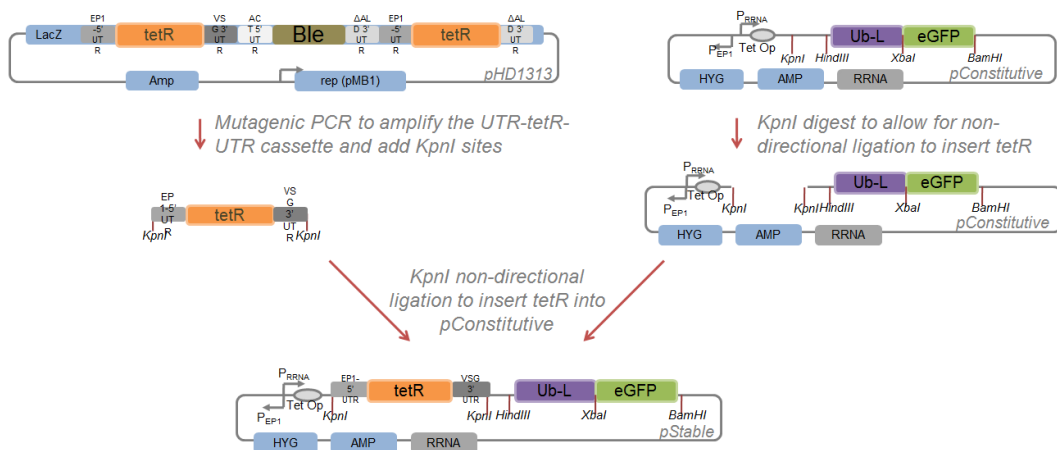 EP1
-5'
UT
R
VS
G 3'
UT
R
AC
T 5'
UT
R
ΔAL
D 3'
UT
R
EP1
-5'
UT
R
ΔAL
D 3'
UT
R
LacZ
tetR
Ble
tetR
Amp
rep (pMB1)
pHD1313
PRRNA
PEP1
Tet Op
KpnI
HindIII
Ub-L
eGFP
XbaI
BamHI
pConstitutive
HYG
AMP
RRNA
Mutagenic PCR to amplify the UTR-tetR-
UTR cassette and add KpnI sites
KpnI digest to allow for non-
directional ligation to insert tetR
EP
1-5'
UT
R
tetR
VS
G
3'
UT
R
KpnI
KpnI
PRRNA
Tet Op
PEP1
KpnI
KpnI
HindIII
Ub-L
eGFP
XbaI
BamHI
pConstitutive
HYG
AMP
RRNA
KpnI non-directional
ligation to insert tetR into
pConstitutive
PRRNA
Tet Op
PEP1
EP1-
5'
UTR
tetR
VSG
3'
UTR
Ub-L
eGFP
KpnI
KpnI
HindIII
XbaI
BamHI
pStable
HYG
AMP
RRNA